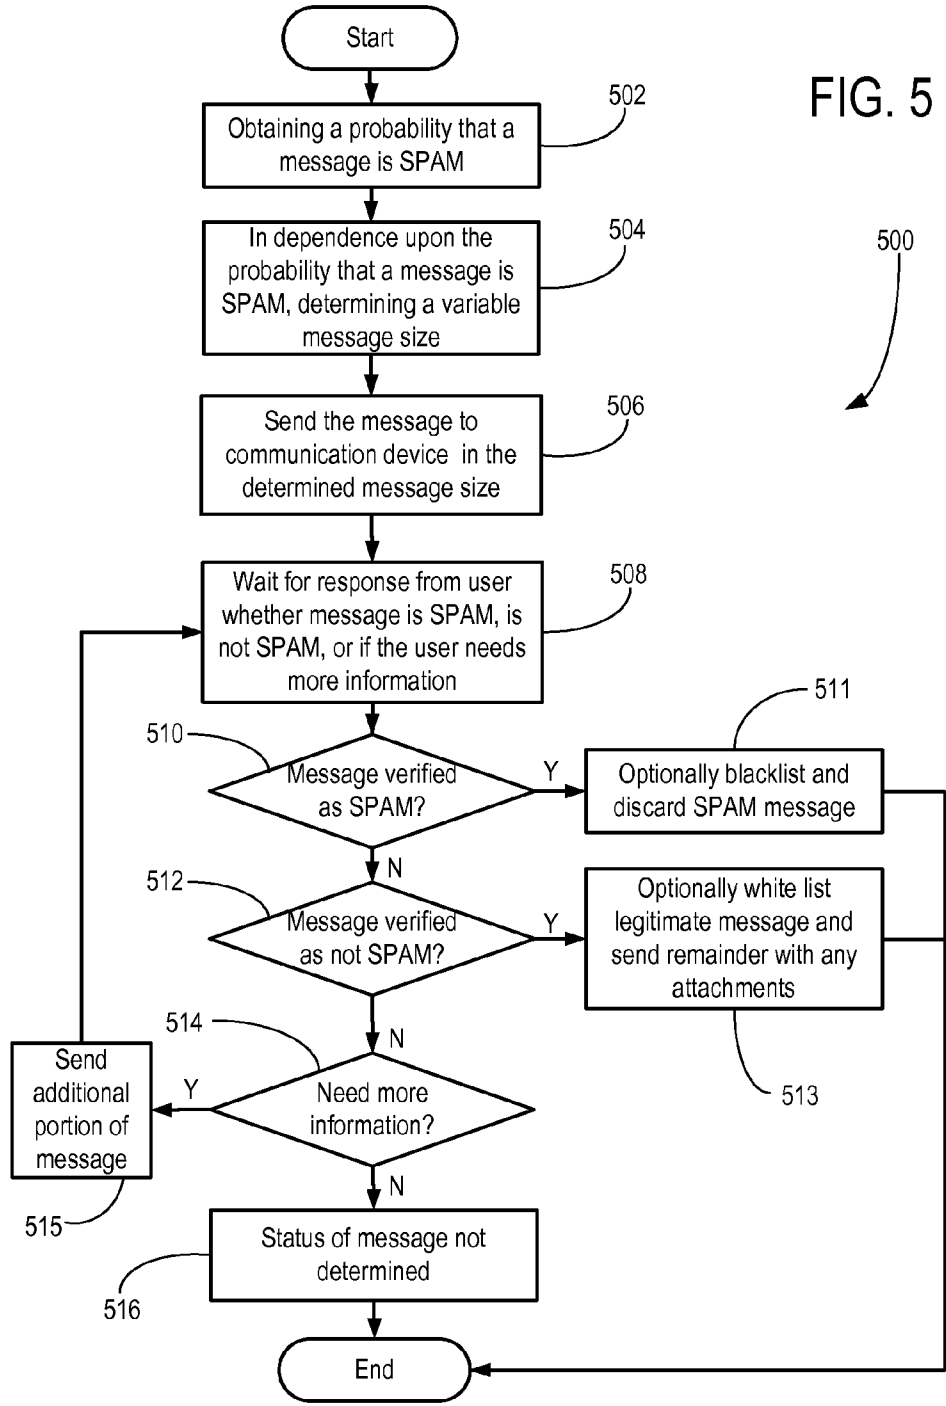 Start
FIG. 5
502
Obtaining a probability that a
message is SPAM
504
In dependence upon the
probability that a message is
SPAM, determining a variable
message size
500
506
Send the message to
communication device in the
determined message size
508
Wait for response from user
whether message is SPAM, is
not SPAM, or if the user needs
more information
511
510
Message verified
as SPAM?
Y
Optionally blacklist and
discard SPAM message
N
512
Message verified
as not SPAM?
Y
Optionally white list
legitimate message and
send remainder with any
attachments
513
N
514
Need more
information?
Y
Send
additional
portion of
message
515
N
Status of message not
determined
516
End